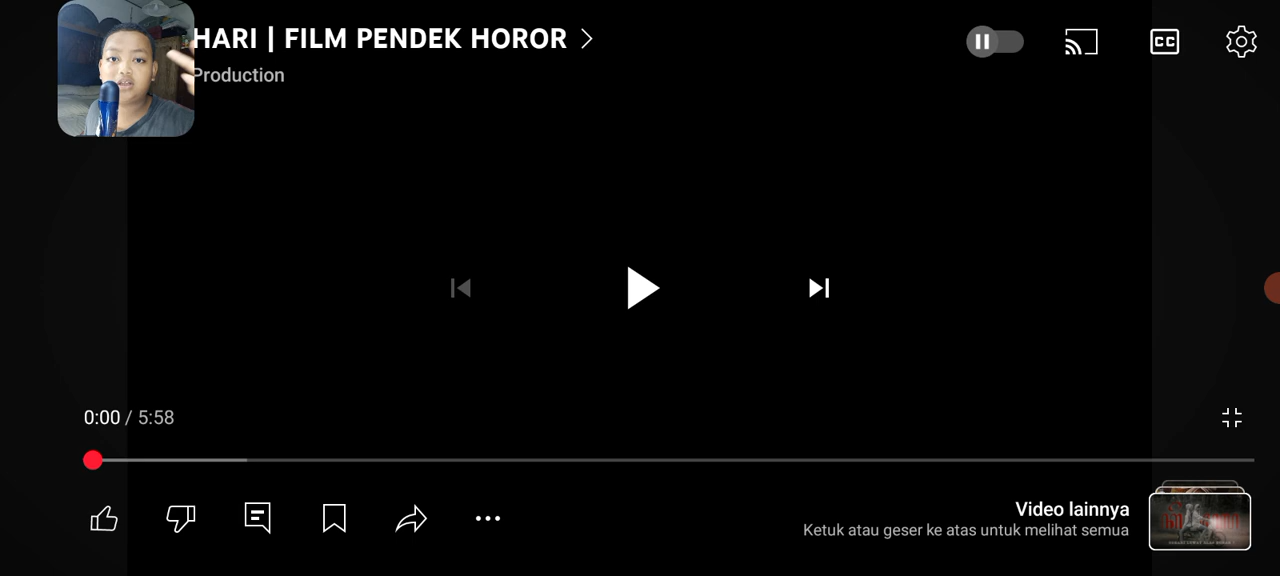 HARI | FILM PENDEK HOROR
Production
CC
0:00 / 5:58
Video lainnya
Ketuk atau geser ke atas untuk melihat semua